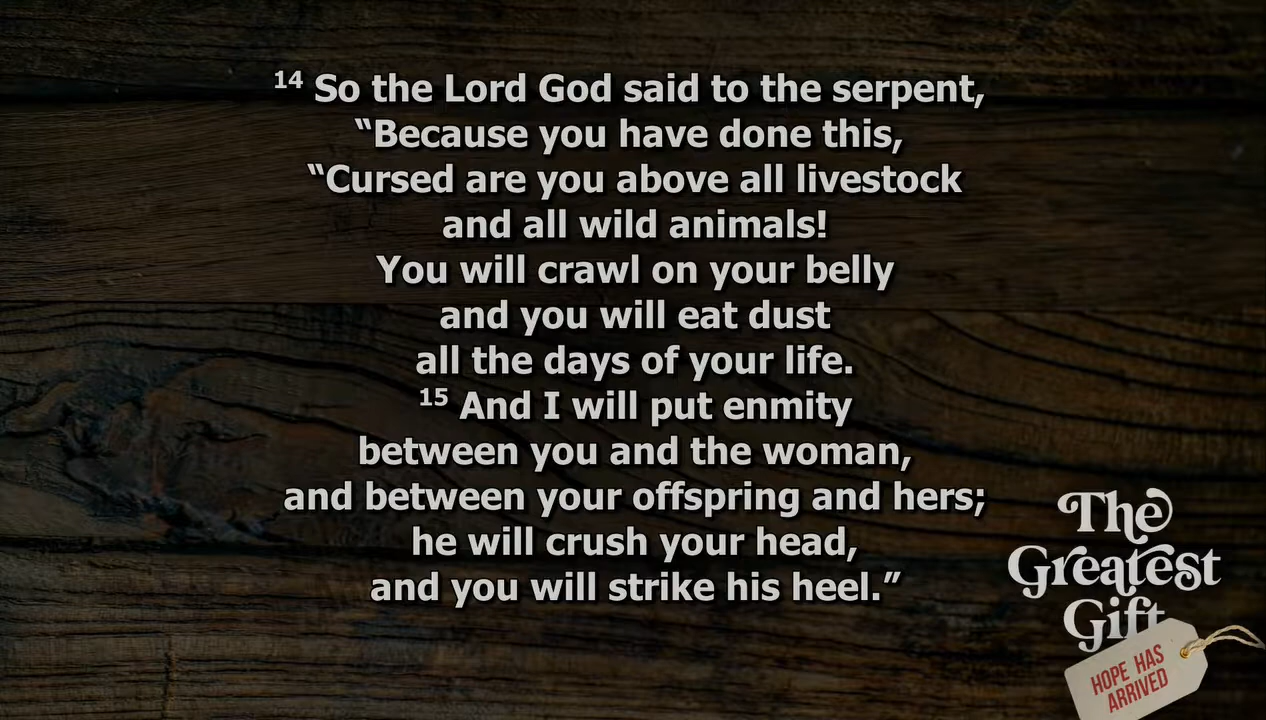 14 So the Lord God said to the serpent,
“Because you have done this,
“Cursed are you above all livestock
and all wild animals!
You will crawl on your belly
and you will eat dust
all the days of your life.
15 And I will put enmity
between you and the woman,
and between your offspring and hers;
he will crush your head,
and you will strike his heel.”
The
Greatest
Gift
HOPE HAS
ARRIVED